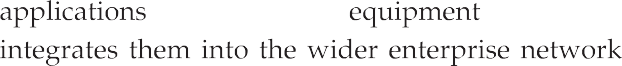 applications equipment
integrates them into the wider enterprise network